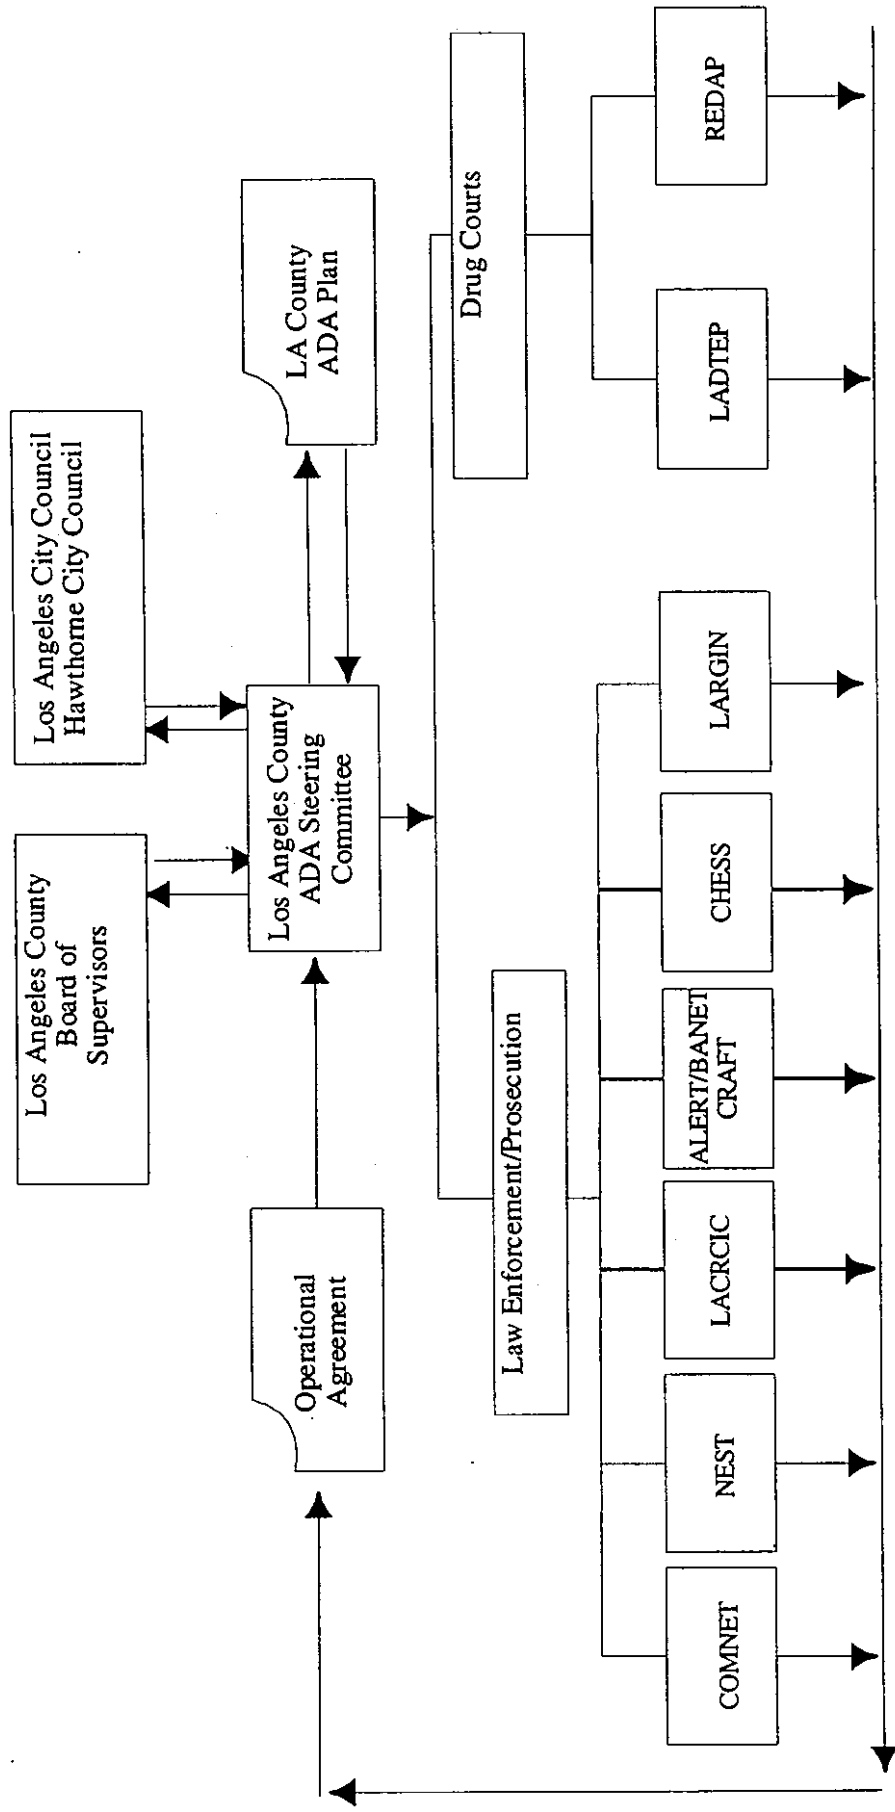 Los Angeles County
Board of
Supervisors
Los Angeles City Council
Hawthorne City Council
Operational
Agreement
Los Angeles County
ADA Steering
Committee
LA County
ADA Plan
Law Enforcement/Prosecution
Drug Courts
COMNET
NEST
LACRCIC
ALERT/BANET
CRAFT
CHESS
LARGIN
LADTEP
REDAP